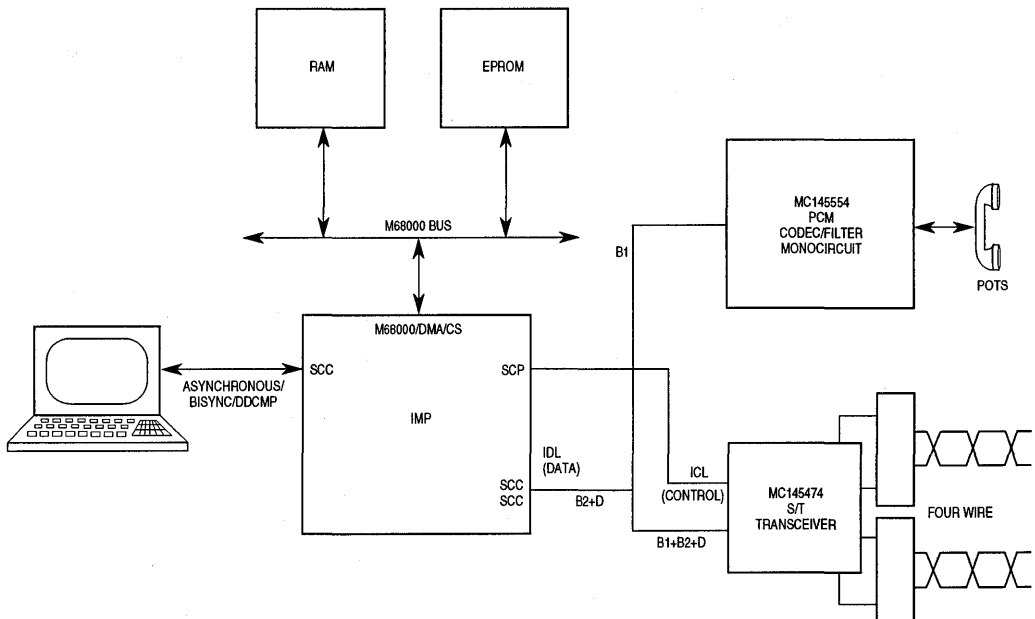 RAM
EPROM
M68000 BUS
MC145554
PCM
CODEC/FILTER
MONOCIRCUIT
B1
POTS
M68000/DMA/CS
SCC
SCP
ASYNCHRONOUS/
BISYNC/DDCMP
IMP
IDL
(DATA)
SCC
SCC
B2+D
ICL
(CONTROL)
B1+B2+D
MC145474
S/T
TRANSCEIVER
FOUR WIRE